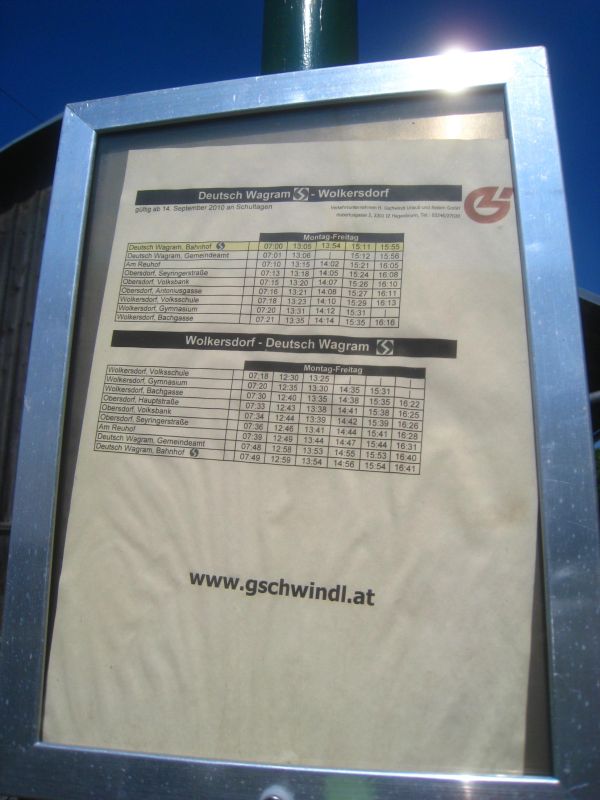 Deutsch Wagram S - Wolkersdorf
gültig ab 14. September 2010 an Schultagen
Verkehrsunternehmen H. Gschwindl Urlaub und Reisen GmbH
2201 Hagenbrunn, Tel.:
Montag-Freitag
Deutsch Wagram, Bahnhof S 07:00 13:05 13:54 15:11 15:55
Deutsch Wagram, Gemeindeamt 07:01 13:06 | 15:12 15:56
Am Reuhof 07:10 13:15 14:02 15:21 16:05
Obersdorf, Seyringerstraße 07:13 13:18 14:05 15:24 16:08
Obersdorf, Volksbank 07:15 13:20 14:07 15:26 16:10
Obersdorf, Antoniusgasse 07:16 13:21 14:08 15:27 16:11
Wolkersdorf, Volksschule 07:18 13:23 14:10 15:29 16:13
Wolkersdorf, Gymnasium 07:20 13:31 14:12 15:31 |
Wolkersdorf, Bachgasse 07:21 13:35 14:14 15:35 16:16
Wolkersdorf - Deutsch Wagram S
Montag-Freitag
Wolkersdorf, Volksschule 07:18 12:30 13:25 | | |
Wolkersdorf, Gymnasium 07:20 12:35 13:30 14:35 15:31 |
Wolkersdorf, Bachgasse 07:30 12:40 13:35 14:38 15:35 16:22
Obersdorf, Hauptstraße 07:33 12:43 13:38 14:41 15:38 16:25
Obersdorf, Volksbank 07:34 12:44 13:39 14:42 15:39 16:26
Obersdorf, Seyringerstraße 07:36 12:46 13:41 14:44 15:41 16:28
Am Reuhof 07:39 12:49 13:44 14:47 15:44 16:31
Deutsch Wagram, Gemeindeamt 07:48 12:58 13:53 14:55 15:53 16:40
Deutsch Wagram, Bahnhof S 07:49 12:59 13:54 14:56 15:54 16:41
www.gschwindl.at